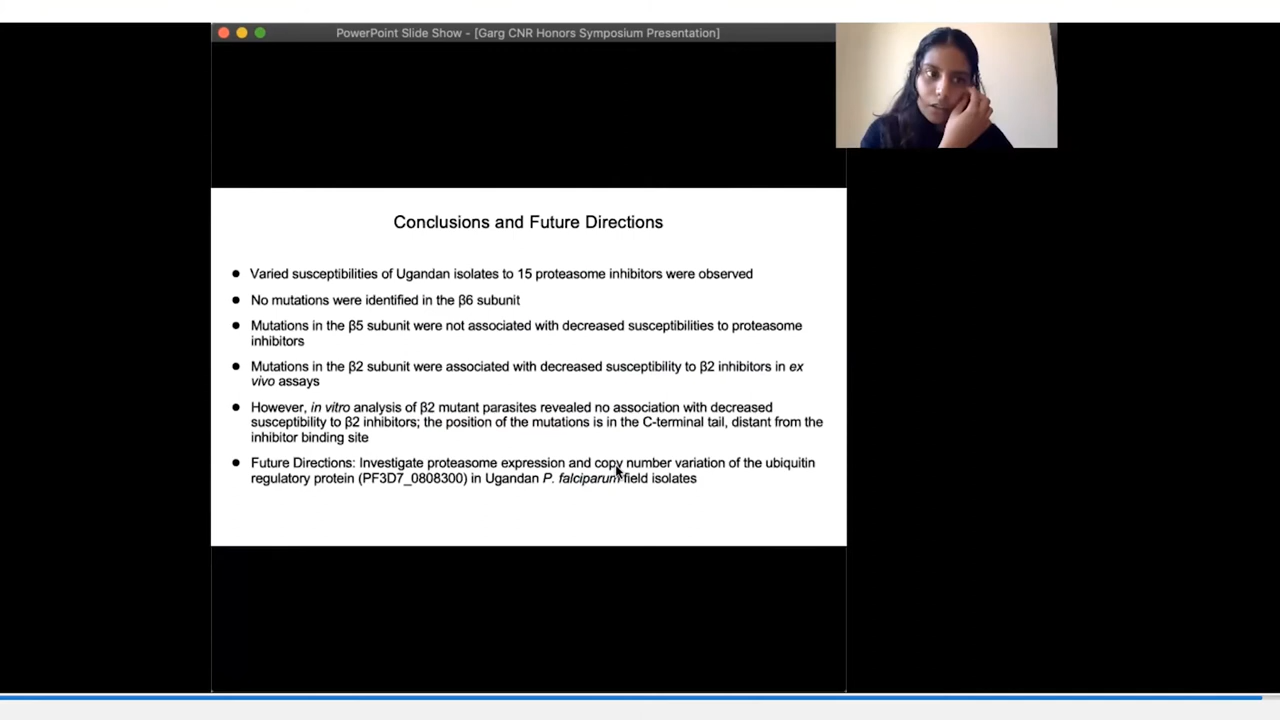 PowerPoint Slide Show - [Garg CNR Honors Symposium Presentation]
Conclusions and Future Directions
● Varied susceptibilities of Ugandan isolates to 15 proteasome inhibitors were observed
● No mutations were identified in the β6 subunit
● Mutations in the β5 subunit were not associated with decreased susceptibilities to proteasome
inhibitors
● Mutations in the β2 subunit were associated with decreased susceptibility to β2 inhibitors in ex
vivo assays
● However, in vitro analysis of β2 mutant parasites revealed no association with decreased
susceptibility to β2 inhibitors; the position of the mutations is in the C-terminal tail, distant from the
inhibitor binding site
● Future Directions: Investigate proteasome expression and copy number variation of the ubiquitin
regulatory protein (PF3D7_0808300) in Ugandan P. falciparum field isolates